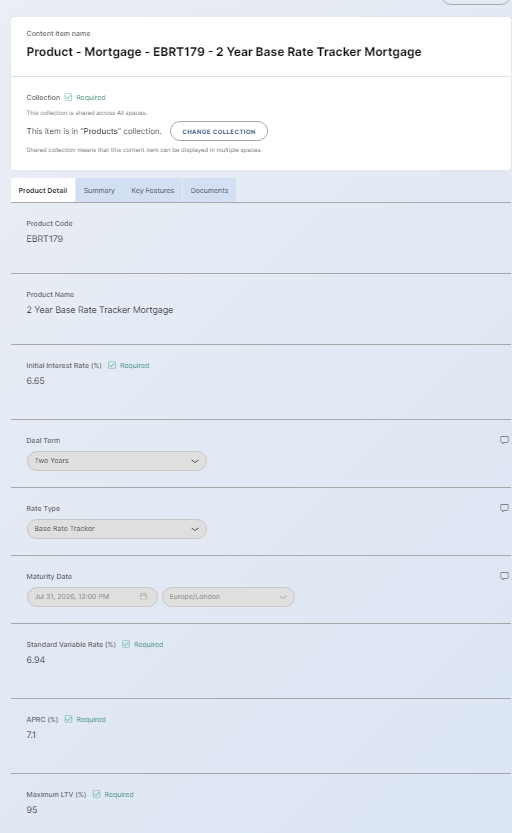 Content item name
Product - Mortgage - EBRT179 - 2 Year Base Rate Tracker Mortgage
Collection Required
This collection is shared across All spaces.
This item is in "Products" collection. CHANGE COLLECTION
Shared collection means that this content item can be displayed in multiple spaces.
Product Detail Summary Key Features Documents
Product Code
EBRT179
Product Name
2 Year Base Rate Tracker Mortgage
Initial Interest Rate (%) Required
6.65
Deal Term
Two Years
Rate Type
Base Rate Tracker
Maturity Date
Jul 31, 2026, 12:00 PM Europe/London
Standard Variable Rate (%) Required
6.94
APRC (%) Required
7.1
Maximum LTV (%) Required
95